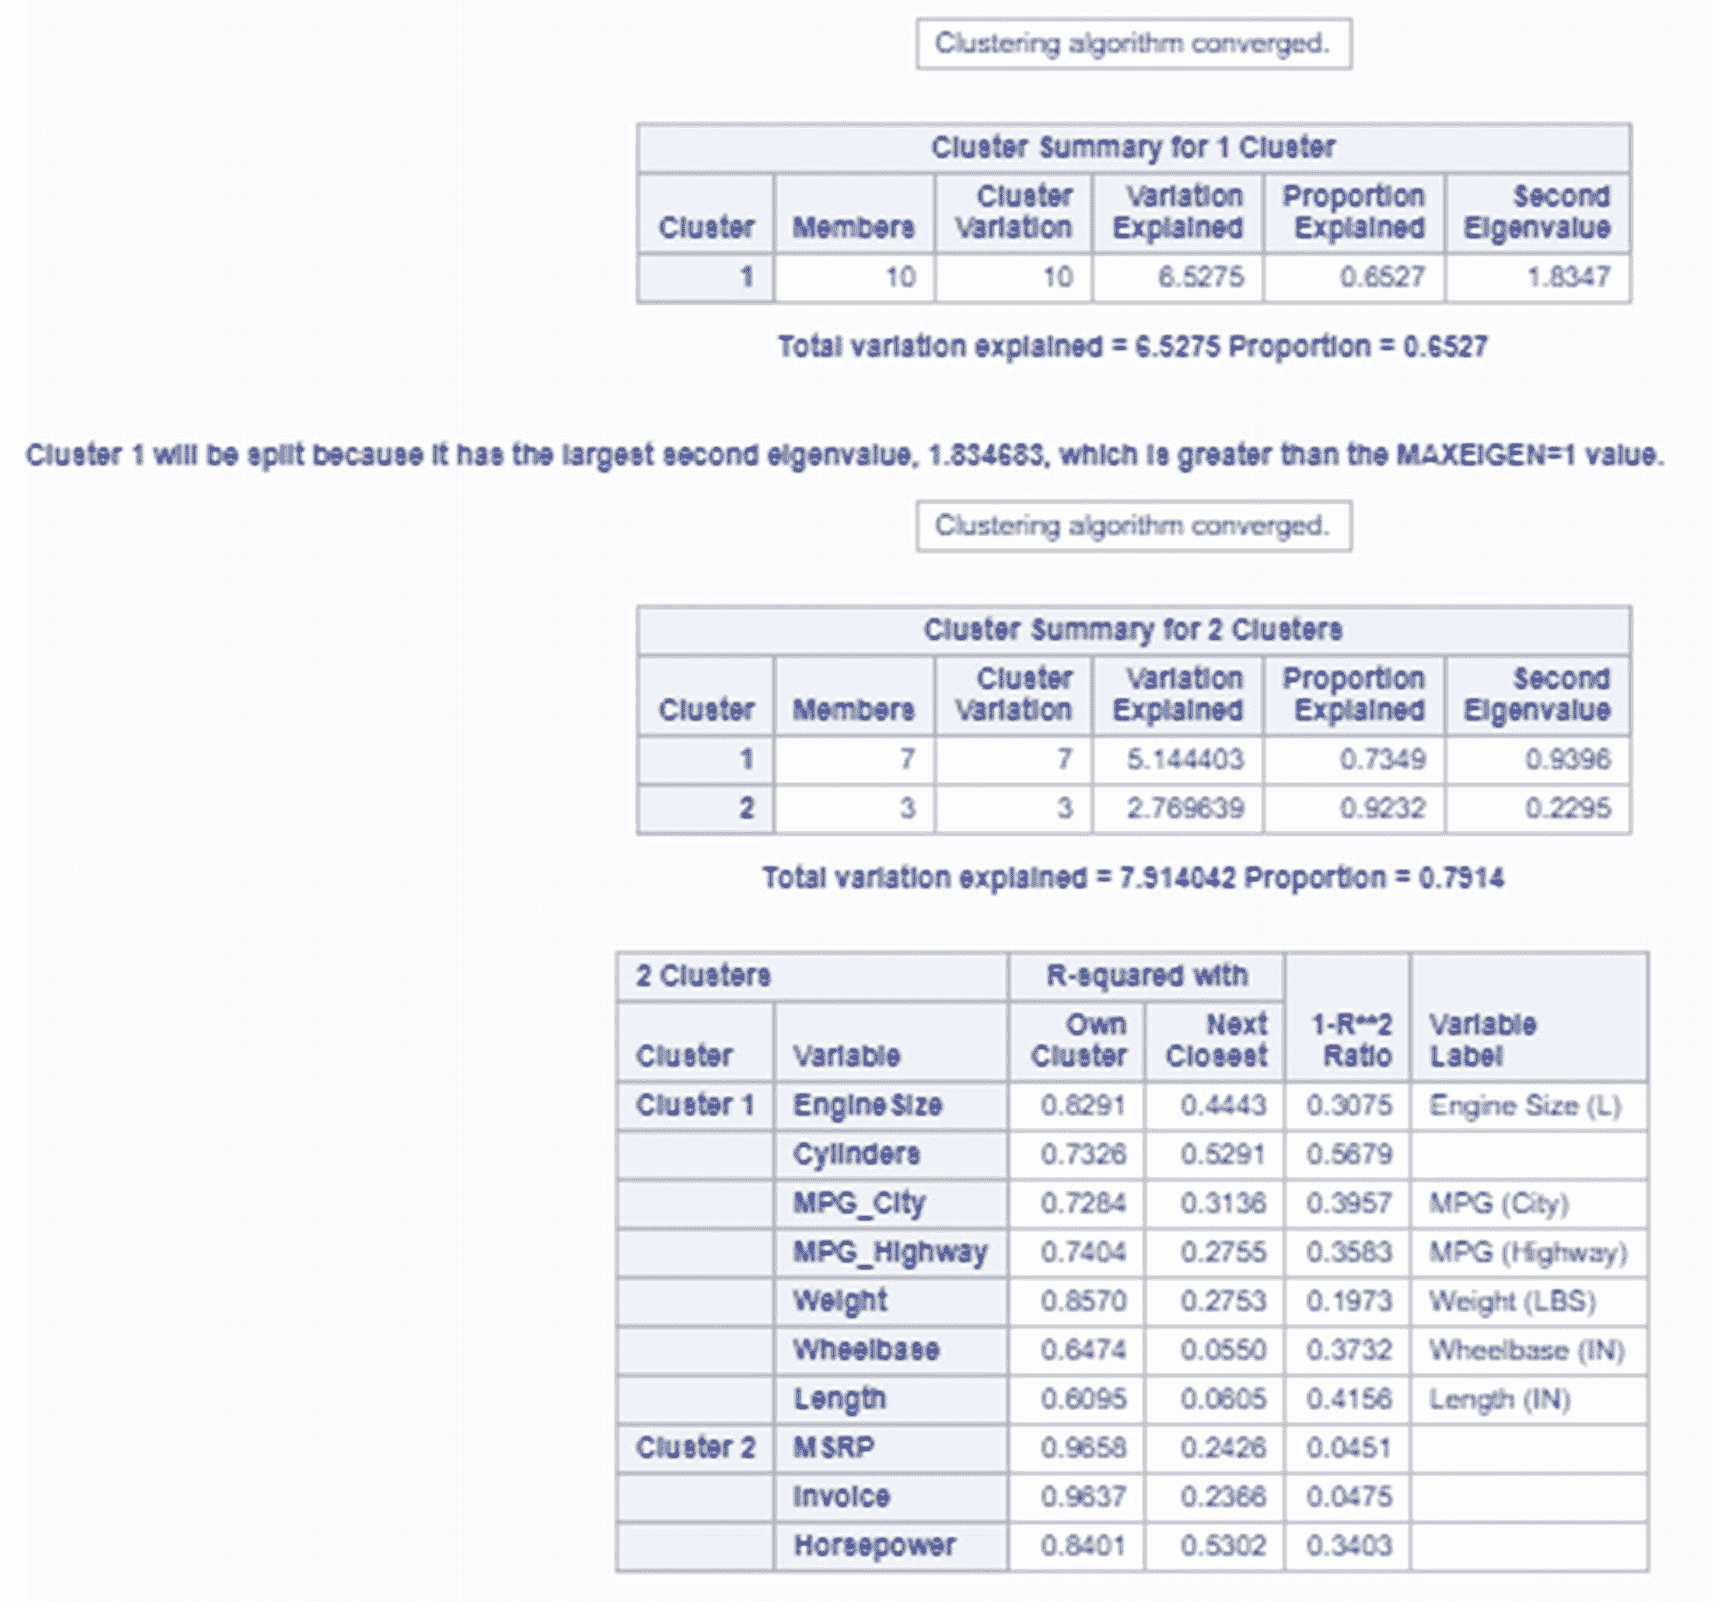 Clustering algorithm converged.
Cluster Summary for 1 Cluster
Cluster Members Cluster Variation Variation Explained Proportion Explained Second Eigenvalue
1 10 10 6.5275 0.6527 1.8347
Total variation explained = 6.5275 Proportion = 0.6527
Cluster 1 will be split because it has the largest second eigenvalue, 1.834683, which is greater than the MAXEIGEN=1 value.
Clustering algorithm converged.
Cluster Summary for 2 Clusters
Cluster Members Cluster Variation Variation Explained Proportion Explained Second Eigenvalue
1 7 7 5.144403 0.7349 0.9396
2 3 3 2.769639 0.9232 0.2295
Total variation explained = 7.914042 Proportion = 0.7914
2 Clusters R-squared with
Cluster Variable Own Cluster Next Closest 1-R**2 Ratio Variable Label
Cluster 1 EngineSize 0.8291 0.4443 0.3075 Engine Size (L)
Cylinders 0.7326 0.5291 0.5679
MPG_City 0.7284 0.3136 0.3957 MPG (City)
MPG_Highway 0.7404 0.2755 0.3583 MPG (Highway)
Weight 0.8570 0.2753 0.1973 Weight (LBS)
Wheelbase 0.6474 0.0550 0.3732 Wheelbase (IN)
Length 0.6095 0.0605 0.4156 Length (IN)
Cluster 2 MSRP 0.9658 0.2426 0.0451
Invoice 0.9637 0.2366 0.0475
Horsepower 0.8401 0.5302 0.3403